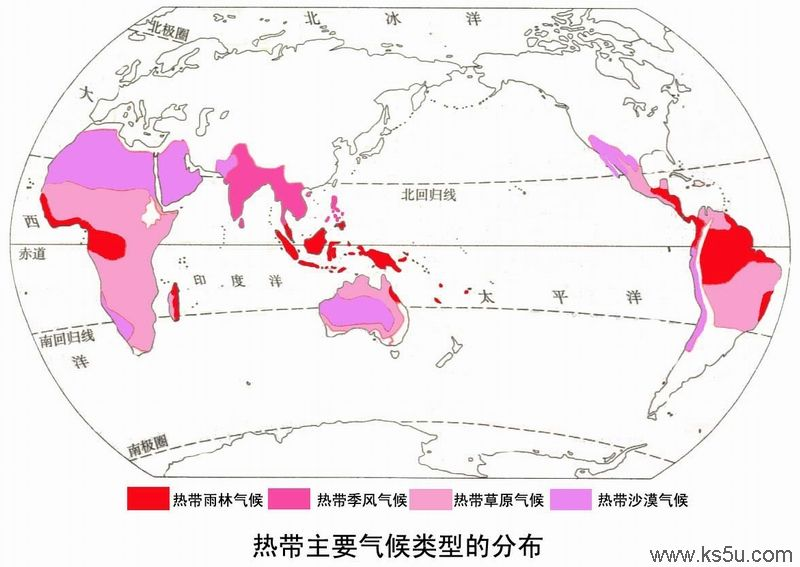 北冰洋
北极圈
大
北回归线
西
赤道
印度洋
太平洋
南回归线
洋
南极圈
热带雨林气候 热带季风气候 热带草原气候 热带沙漠气候
热带主要气候类型的分布
www.ks5u.com